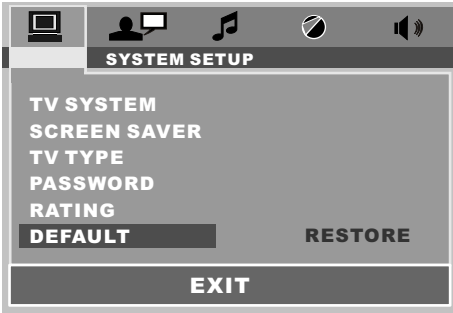 SYSTEM SETUP
TV SYSTEM
SCREEN SAVER
TV TYPE
PASSWORD
RATING
DEFAULT RESTORE
EXIT